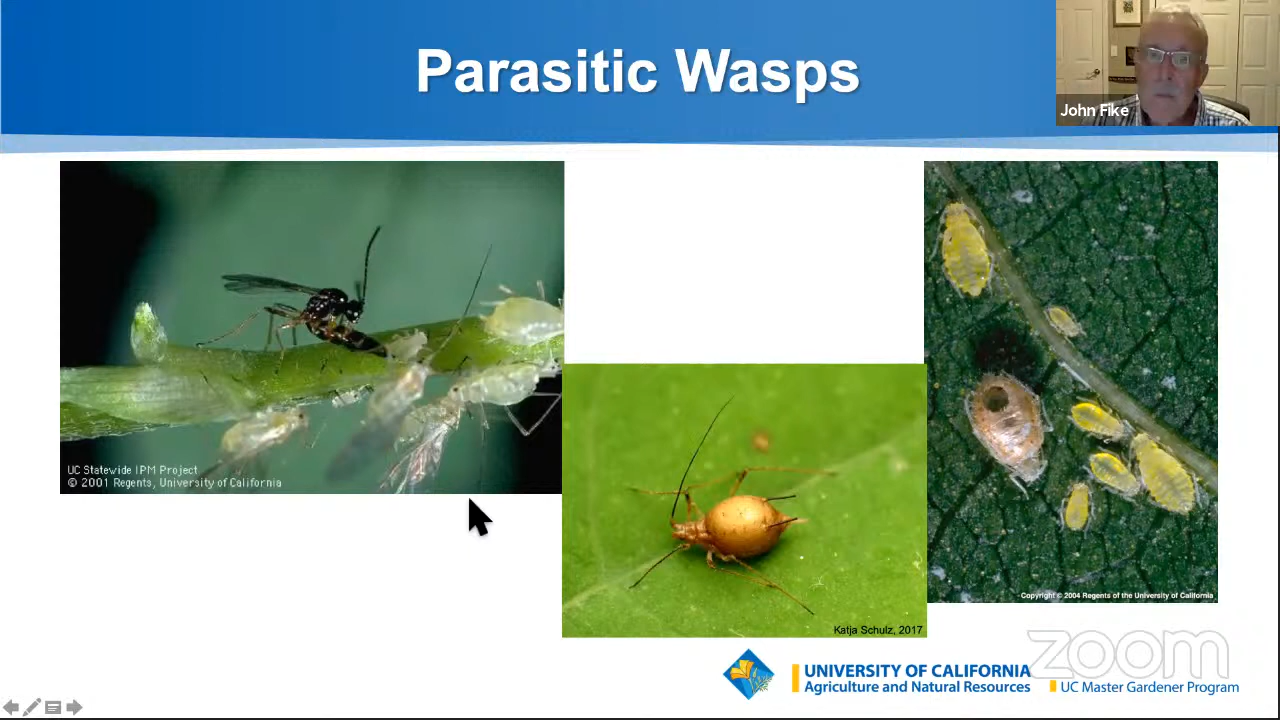 Parasitic Wasps
John Fike
UC Statewide IPM Project
© 2001 Regents, University of California
Copyright © 2004 Regents of the University of California
Katja Schulz, 2017
zoom
UNIVERSITY OF CALIFORNIA
Agriculture and Natural Resources
UC Master Gardener Program